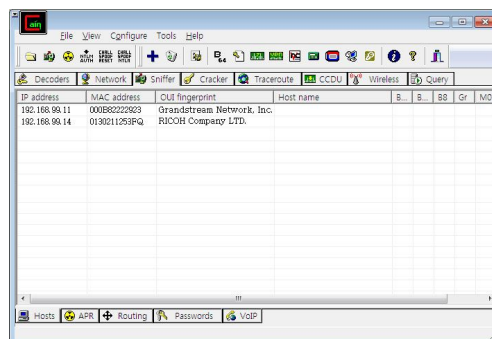 Cain
File View Cgnfigure Tools Help
Decoders Network Sniffer Cracker Traceroute CCDU Wireless Query
IP address MAC address OUI fingerprint Host name B... B... B8 Gr M0
192.168.99.11 000B82222923 Grandstream Network, Inc.
192.168.99.14 0130211253PQ RICOH Company LTD.
Hosts APR Routing Passwords VoIP